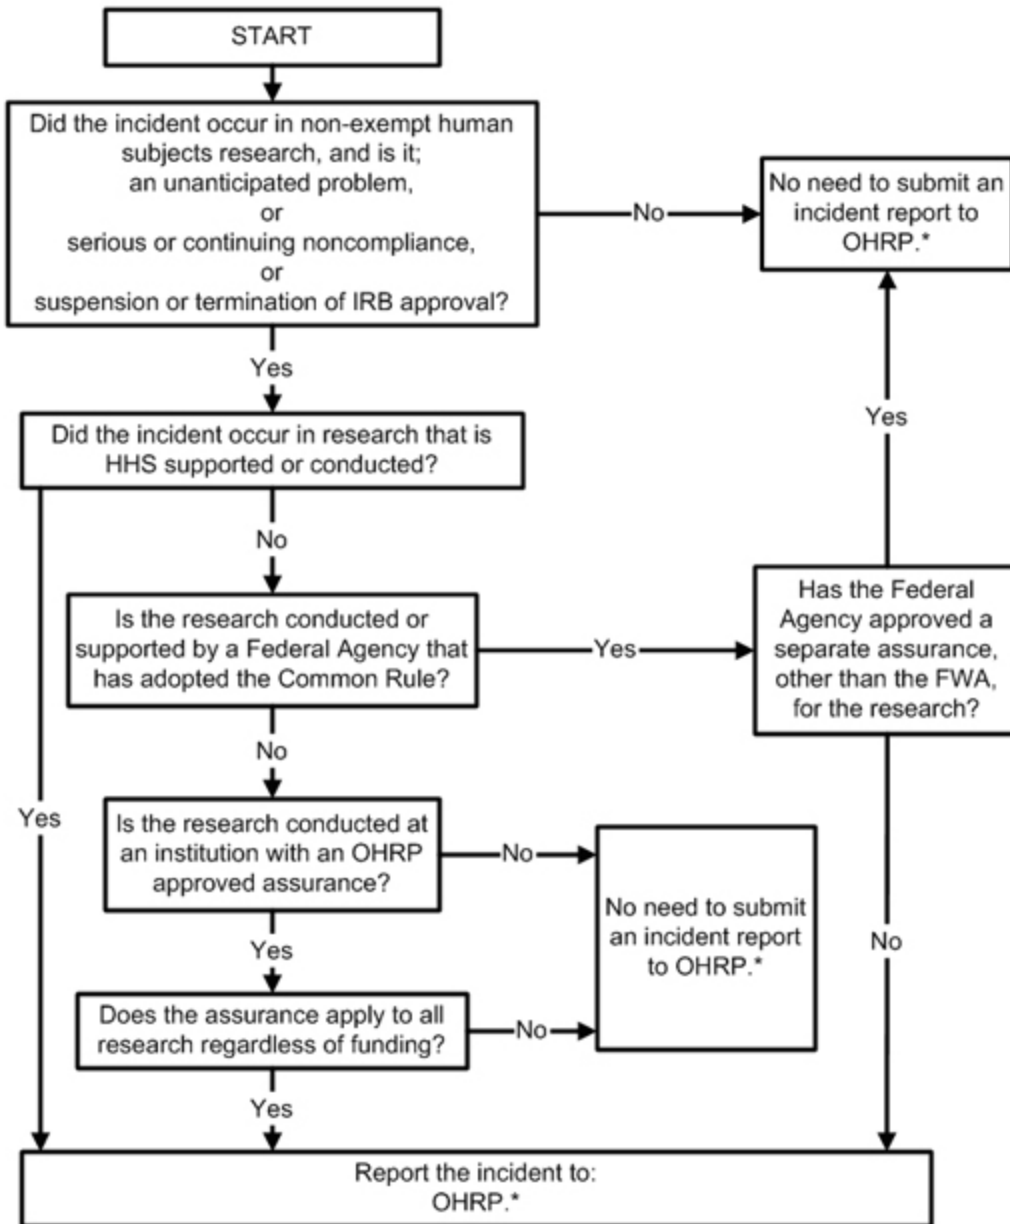 START
Did the incident occur in non-exempt human
subjects research, and is it;
an unanticipated problem,
or
serious or continuing noncompliance,
or
suspension or termination of IRB approval?
No
No need to submit an
incident report to
OHRP.*
Yes
Did the incident occur in research that is
HHS supported or conducted?
Yes
No
Is the research conducted or
supported by a Federal Agency that
has adopted the Common Rule?
Yes
Has the Federal
Agency approved a
separate assurance,
other than the FWA,
for the research?
Yes
No
No
Is the research conducted at
an institution with an OHRP
approved assurance?
No
No need to submit
an incident report
to OHRP.*
Yes
Does the assurance apply to all
research regardless of funding?
No
Yes
Report the incident to:
OHRP.*